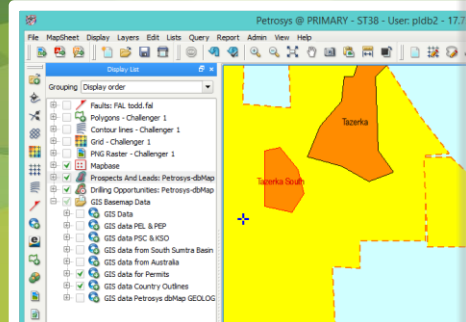 Petrosys @ PRIMARY - ST38 - User: pldb2 - 17.7
File MapSheet Display Layers Edit Lists Query Report Admin View Help
Display List
Grouping Display order
Faults: FAL todd.fal
Polygons - Challenger 1
Contour lines - Challenger 1
Grid - Challenger 1
PNG Raster - Challenger 1
Mapbase
Prospects And Leads: Petrosys-dbMap
Drilling Opportunities: Petrosys-dbMap
GIS Basemap Data
GIS Data
GIS data PEL & PEP
GIS data PSC & KSO
GIS data from South Sumtra Basin
GIS data from Australia
GIS data for Permits
GIS data Country Outlines
GIS data Petrosys dbMap GEOLOG
Tazerka
Tazerka South